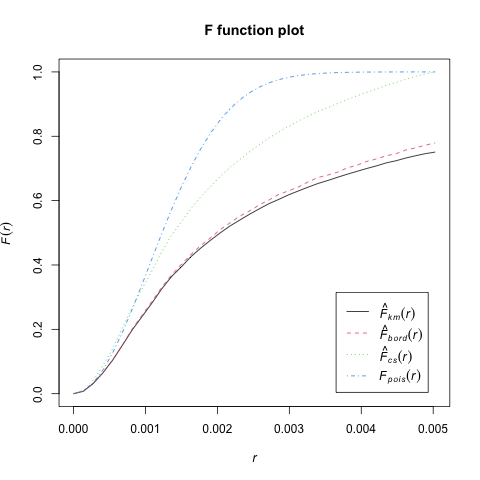 F function plot
F(r)
1.0
0.8
0.6
0.4
0.2
0.0
F̂km(r)
F̂bord(r)
F̂cs(r)
Fpois(r)
0.000 0.001 0.002 0.003 0.004 0.005
r